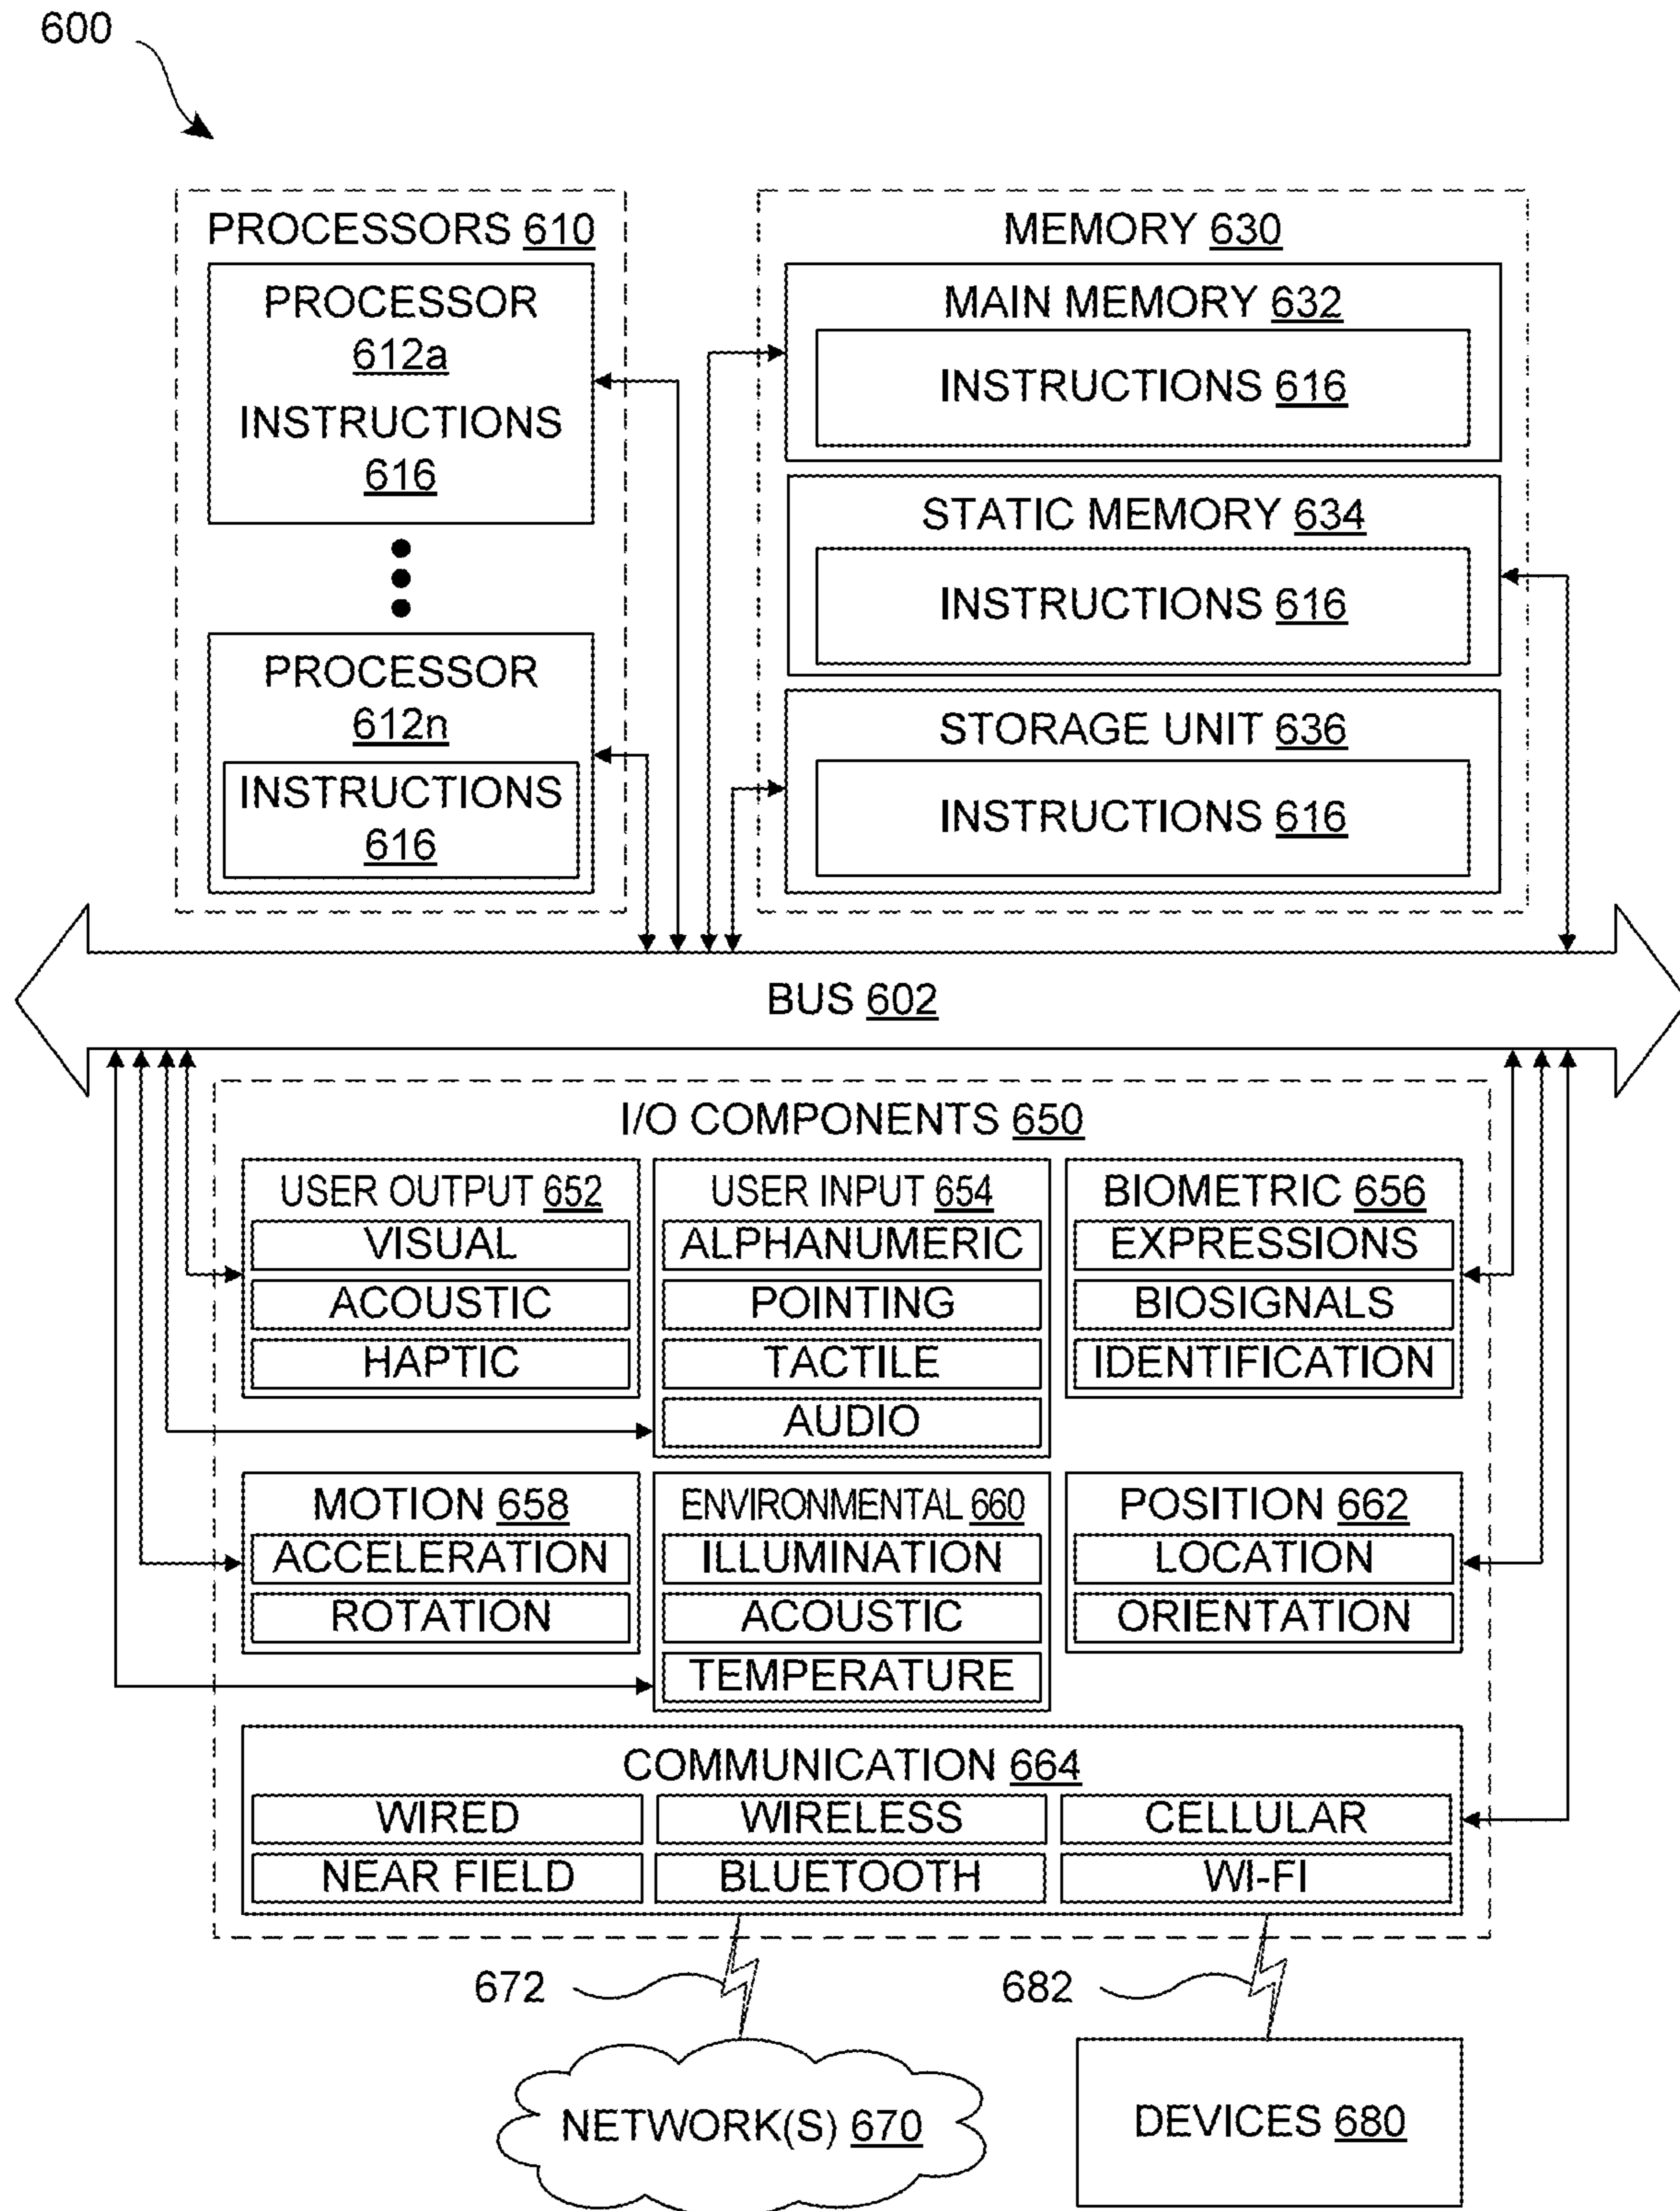 600
PROCESSORS 610
PROCESSOR
612a
INSTRUCTIONS
616
PROCESSOR
612n
INSTRUCTIONS
616
MEMORY 630
MAIN MEMORY 632
INSTRUCTIONS 616
STATIC MEMORY 634
INSTRUCTIONS 616
STORAGE UNIT 636
INSTRUCTIONS 616
BUS 602
I/O COMPONENTS 650
USER OUTPUT 652
VISUAL
ACOUSTIC
HAPTIC
USER INPUT 654
ALPHANUMERIC
POINTING
TACTILE
AUDIO
BIOMETRIC 656
EXPRESSIONS
BIOSIGNALS
IDENTIFICATION
MOTION 658
ACCELERATION
ROTATION
ENVIRONMENTAL 660
ILLUMINATION
ACOUSTIC
TEMPERATURE
POSITION 662
LOCATION
ORIENTATION
COMMUNICATION 664
WIRED
WIRELESS
CELLULAR
NEAR FIELD
BLUETOOTH
WI-FI
672
682
NETWORK(S) 670
DEVICES 680